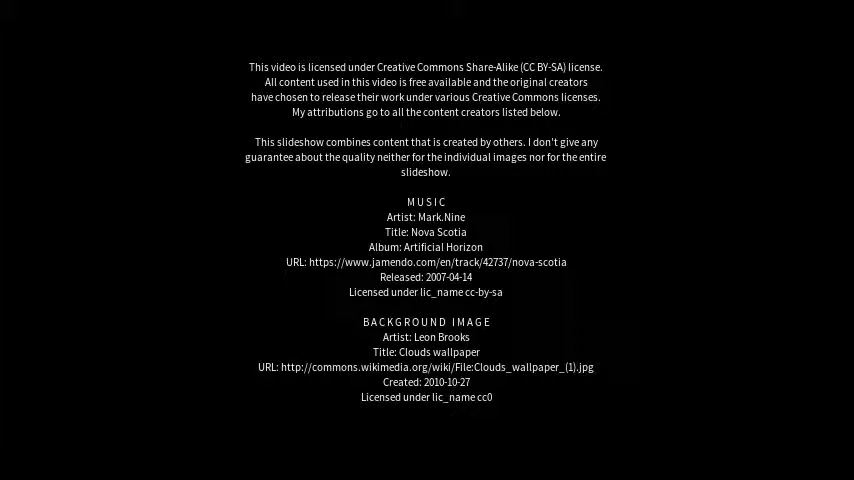 This video is licensed under Creative Commons Share-Alike (CC BY-SA) license.
All content used in this video is free available and the original creators
have chosen to release their work under various Creative Commons licenses.
My attributions go to all the content creators listed below.
This slideshow combines content that is created by others. I don't give any
guarantee about the quality neither for the individual images nor for the entire
slideshow.
MUSIC
Artist: Mark.Nine
Title: Nova Scotia
Album: Artificial Horizon
URL: https://www.jamendo.com/en/track/42737/nova-scotia
Released: 2007-04-14
Licensed under lic_name cc-by-sa
BACKGROUND IMAGE
Artist: Leon Brooks
Title: Clouds wallpaper
URL: http://commons.wikimedia.org/wiki/File:Clouds_wallpaper_(1).jpg
Created: 2010-10-27
Licensed under lic_name cc0